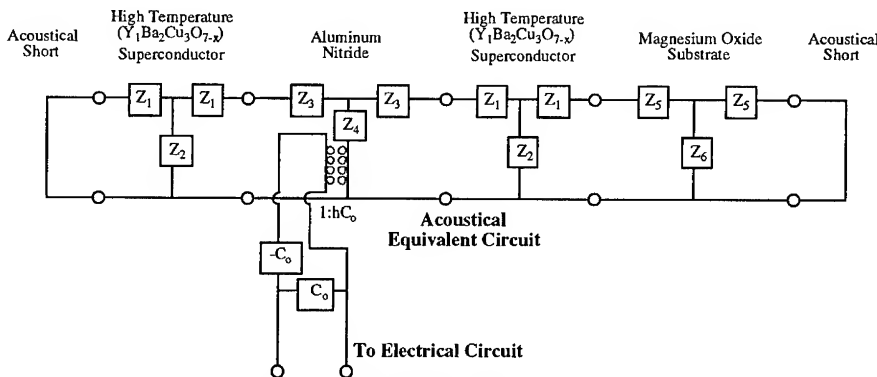 High Temperature
(Y₁Ba₂Cu₃O₇₋ₓ)
Superconductor
High Temperature
(Y₁Ba₂Cu₃O₇₋ₓ)
Superconductor
Acoustical
Short
Aluminum
Nitride
Magnesium Oxide
Substrate
Acoustical
Short
Z₁ Z₁ Z₃ Z₃ Z₁ Z₁ Z₅ Z₅
Z₄
Z₂ Z₂ Z₆
1:hCₒ
Acoustical
Equivalent Circuit
-Cₒ
Cₒ
To Electrical Circuit